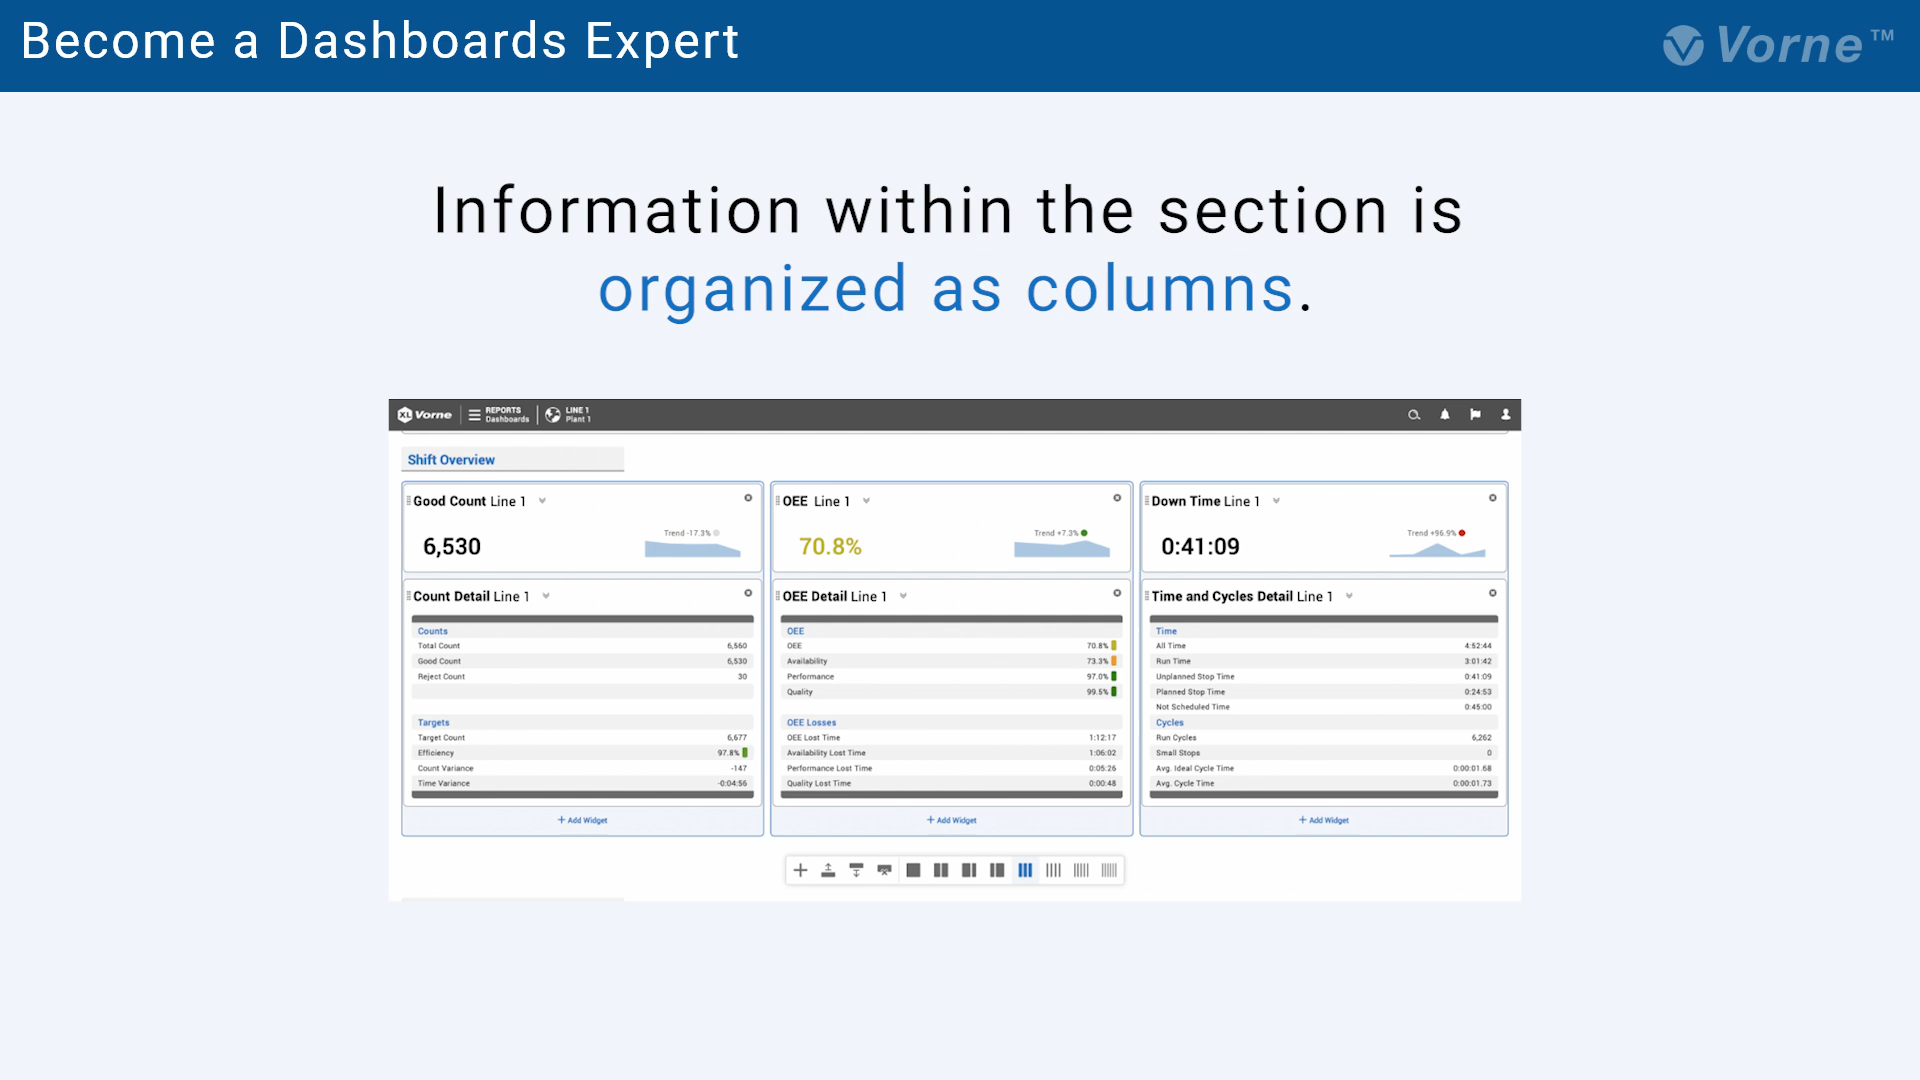 Become a Dashboards Expert
Vorne™
Information within the section is
organized as columns.
XL Vorne
REPORTS
Dashboards
LINE 1
Plant 1
Shift Overview
Good Count Line 1
Trend -17.3%
6,530
Count Detail Line 1
Counts
Total Count 6,560
Good Count 6,530
Reject Count 30
Targets
Target Count 6,677
Efficiency 97.8%
Count Variance -147
Time Variance -0:04:56
+ Add Widget
OEE Line 1
Trend +7.3%
70.8%
OEE Detail Line 1
OEE
OEE 70.8%
Availability 73.3%
Performance 97.0%
Quality 99.5%
OEE Losses
OEE Lost Time 1:12:17
Availability Lost Time 1:06:02
Performance Lost Time 0:05:26
Quality Lost Time 0:00:48
+ Add Widget
Down Time Line 1
Trend +96.9%
0:41:09
Time and Cycles Detail Line 1
Time
All Time 4:52:44
Run Time 3:01:42
Unplanned Stop Time 0:41:09
Planned Stop Time 0:24:53
Not Scheduled Time 0:45:00
Cycles
Run Cycles 6,262
Small Stops 0
Avg. Ideal Cycle Time 0:00:01.68
Avg. Cycle Time 0:00:01.73
+ Add Widget